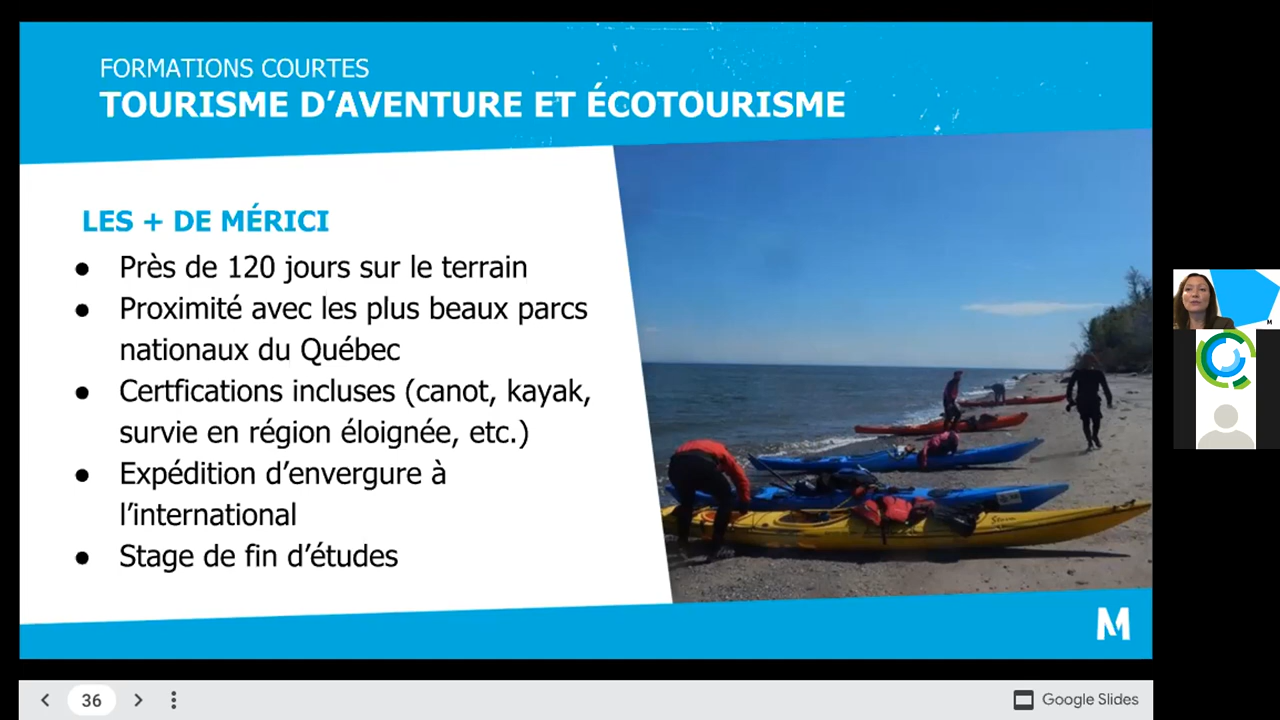 FORMATIONS COURTES
TOURISME D'AVENTURE ET ÉCOTOURISME
LES + DE MÉRICI
● Près de 120 jours sur le terrain
● Proximité avec les plus beaux parcs
nationaux du Québec
● Certfications incluses (canot, kayak,
survie en région éloignée, etc.)
● Expédition d'envergure à
l'international
● Stage de fin d'études
M
M
36
Google Slides